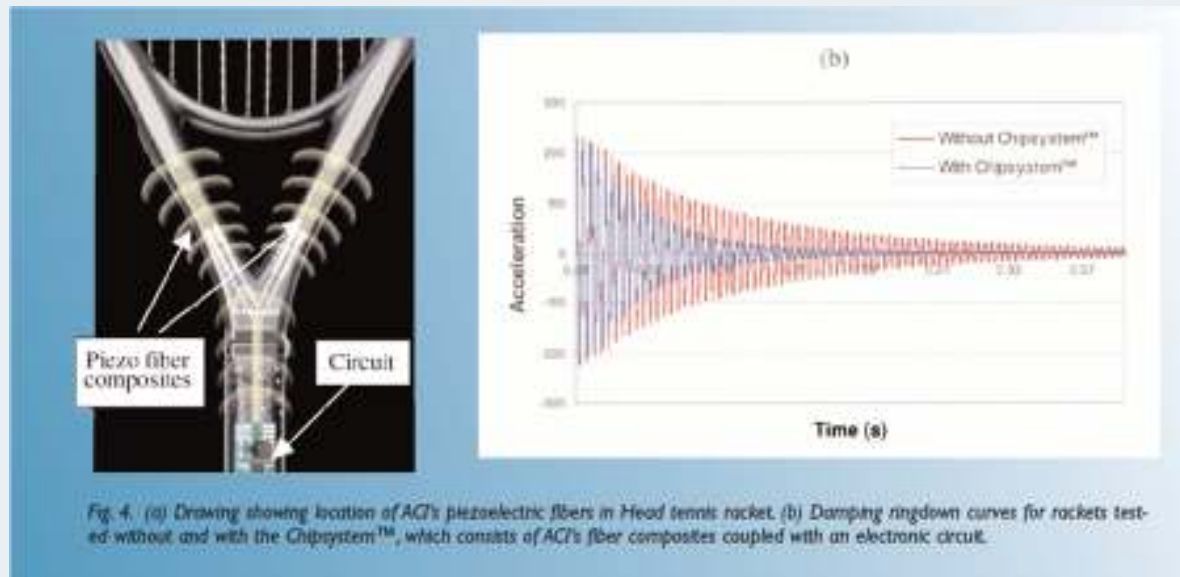 Piezo fiber
composites
Circuit
(b)
Without Chipsystem™
With Chipsystem™
Acceleration
Time (s)
Fig. 4. (a) Drawing showing location of ACI's piezoelectric fibers in Head tennis racket. (b) Damping ringdown curves for rackets test-
ed without and with the Chipsystem™, which consists of ACI's fiber composites coupled with an electronic circuit.